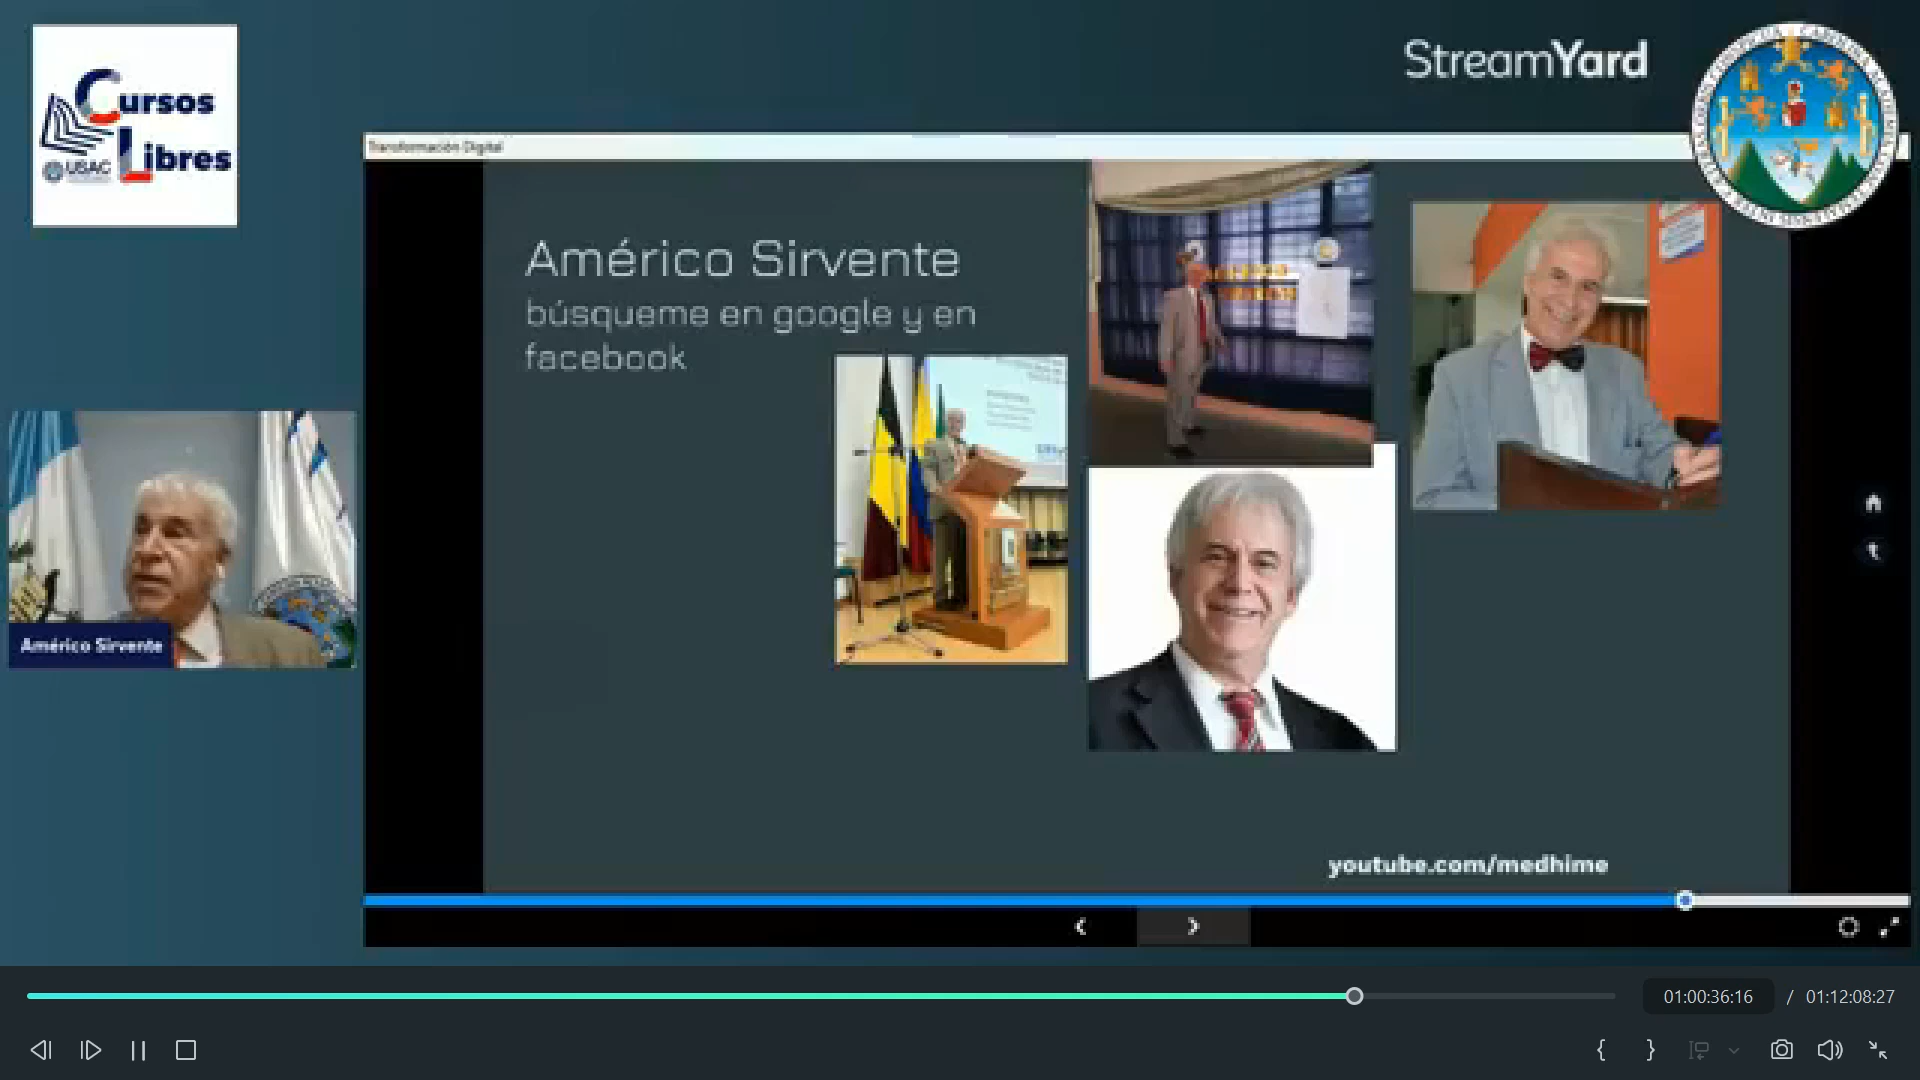 Cursos
Libres
USAC
StreamYard
Transformación Digital
Américo Sirvente
búsqueme en google y en
facebook
Américo Sirvente
youtube.com/medhime
01:00:36:16 / 01:12:08:27